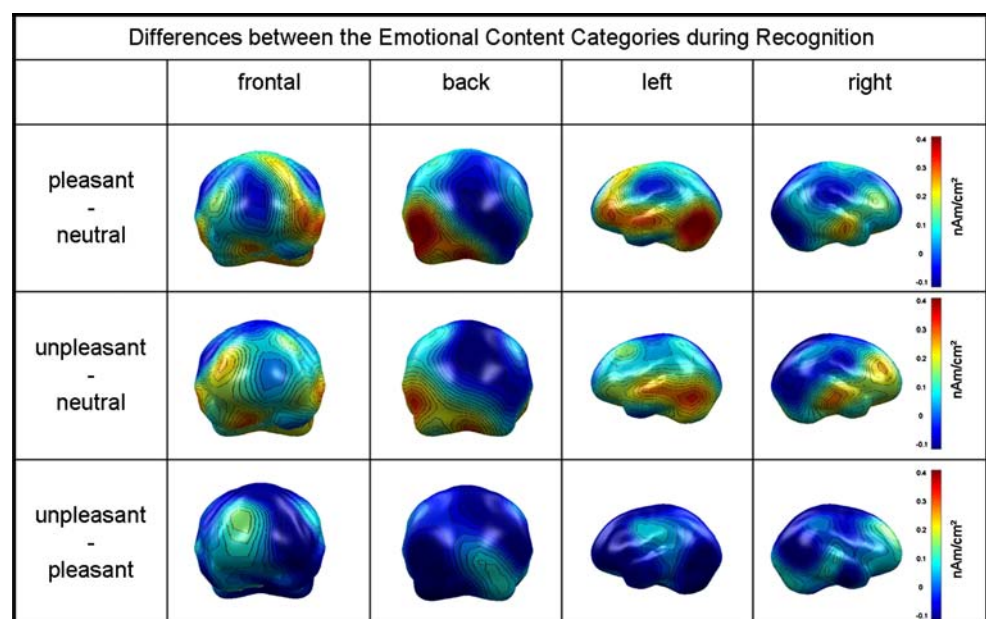 Differences between the Emotional Content Categories during Recognition
frontal
back
left
right
pleasant
-
neutral
0.4
0.3
0.2
0.1
0
-0.1
nAm/cm²
unpleasant
-
neutral
0.4
0.3
0.2
0.1
0
-0.1
nAm/cm²
unpleasant
-
pleasant
0.4
0.3
0.2
0.1
0
-0.1
nAm/cm²